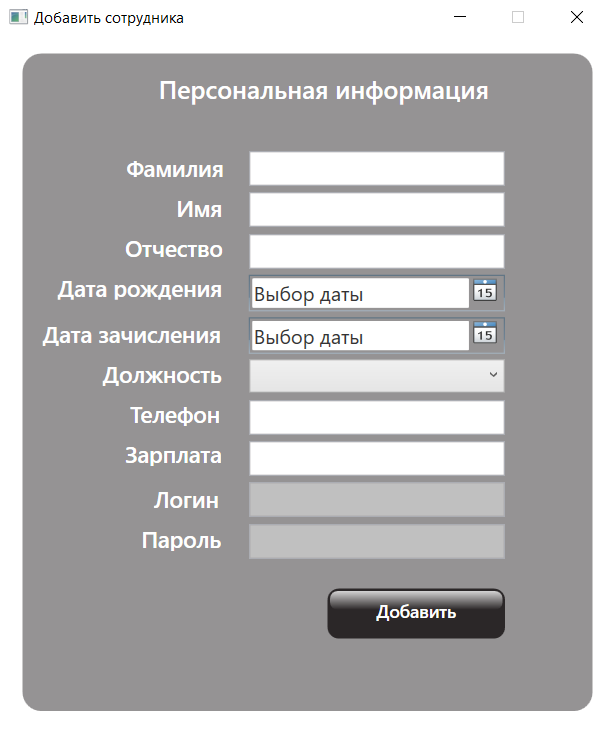 Добавить сотрудника
Персональная информация
Фамилия
Имя
Отчество
Дата рождения Выбор даты 15
Дата зачисления Выбор даты 15
Должность
Телефон
Зарплата
Логин
Пароль
Добавить